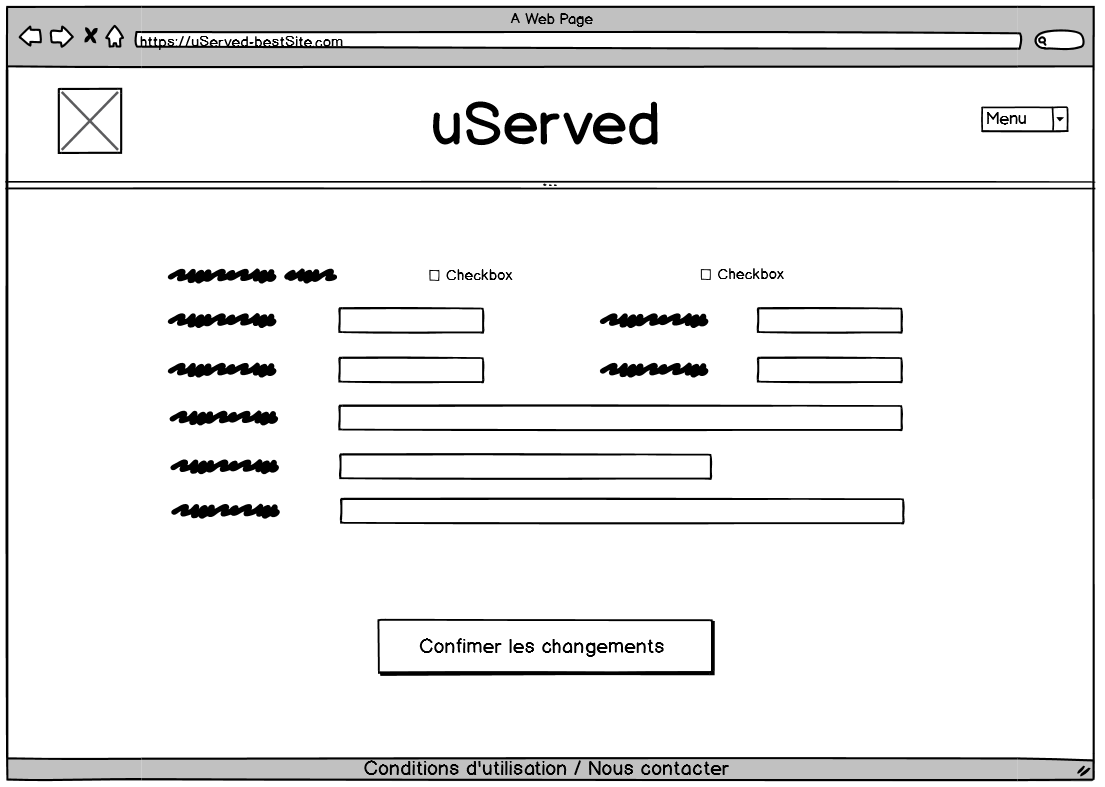 A Web Page
https://uServed-bestSite.com
uServed
Menu
Checkbox Checkbox
Confimer les changements
Conditions d'utilisation / Nous contacter